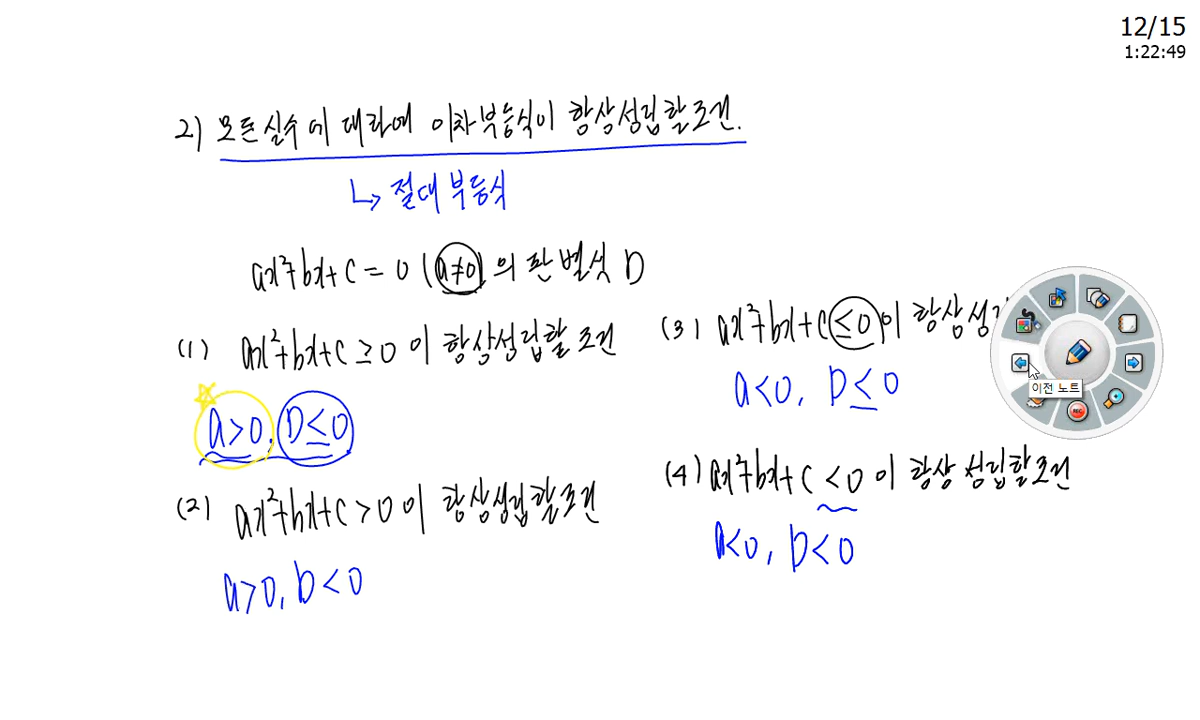 12/15
1:22:49
2) 모든 실수에 대하여 이차부등식이 항상 성립할 조건.
↳ 절대부등식
ax²+bx+c=0 (a≠0)의 판별식 D
(1) ax²+bx+c≥0 이 항상 성립할 조건
a>0, D≤0
(2) ax²+bx+c>0 이 항상 성립할 조건
a>0, D<0
(3) ax²+bx+c≤0이 항상 성
a<0, D≤0
(4) ax²+bx+c<0이 항상 성립할 조건
a<0, D<0
이전 노트
REC